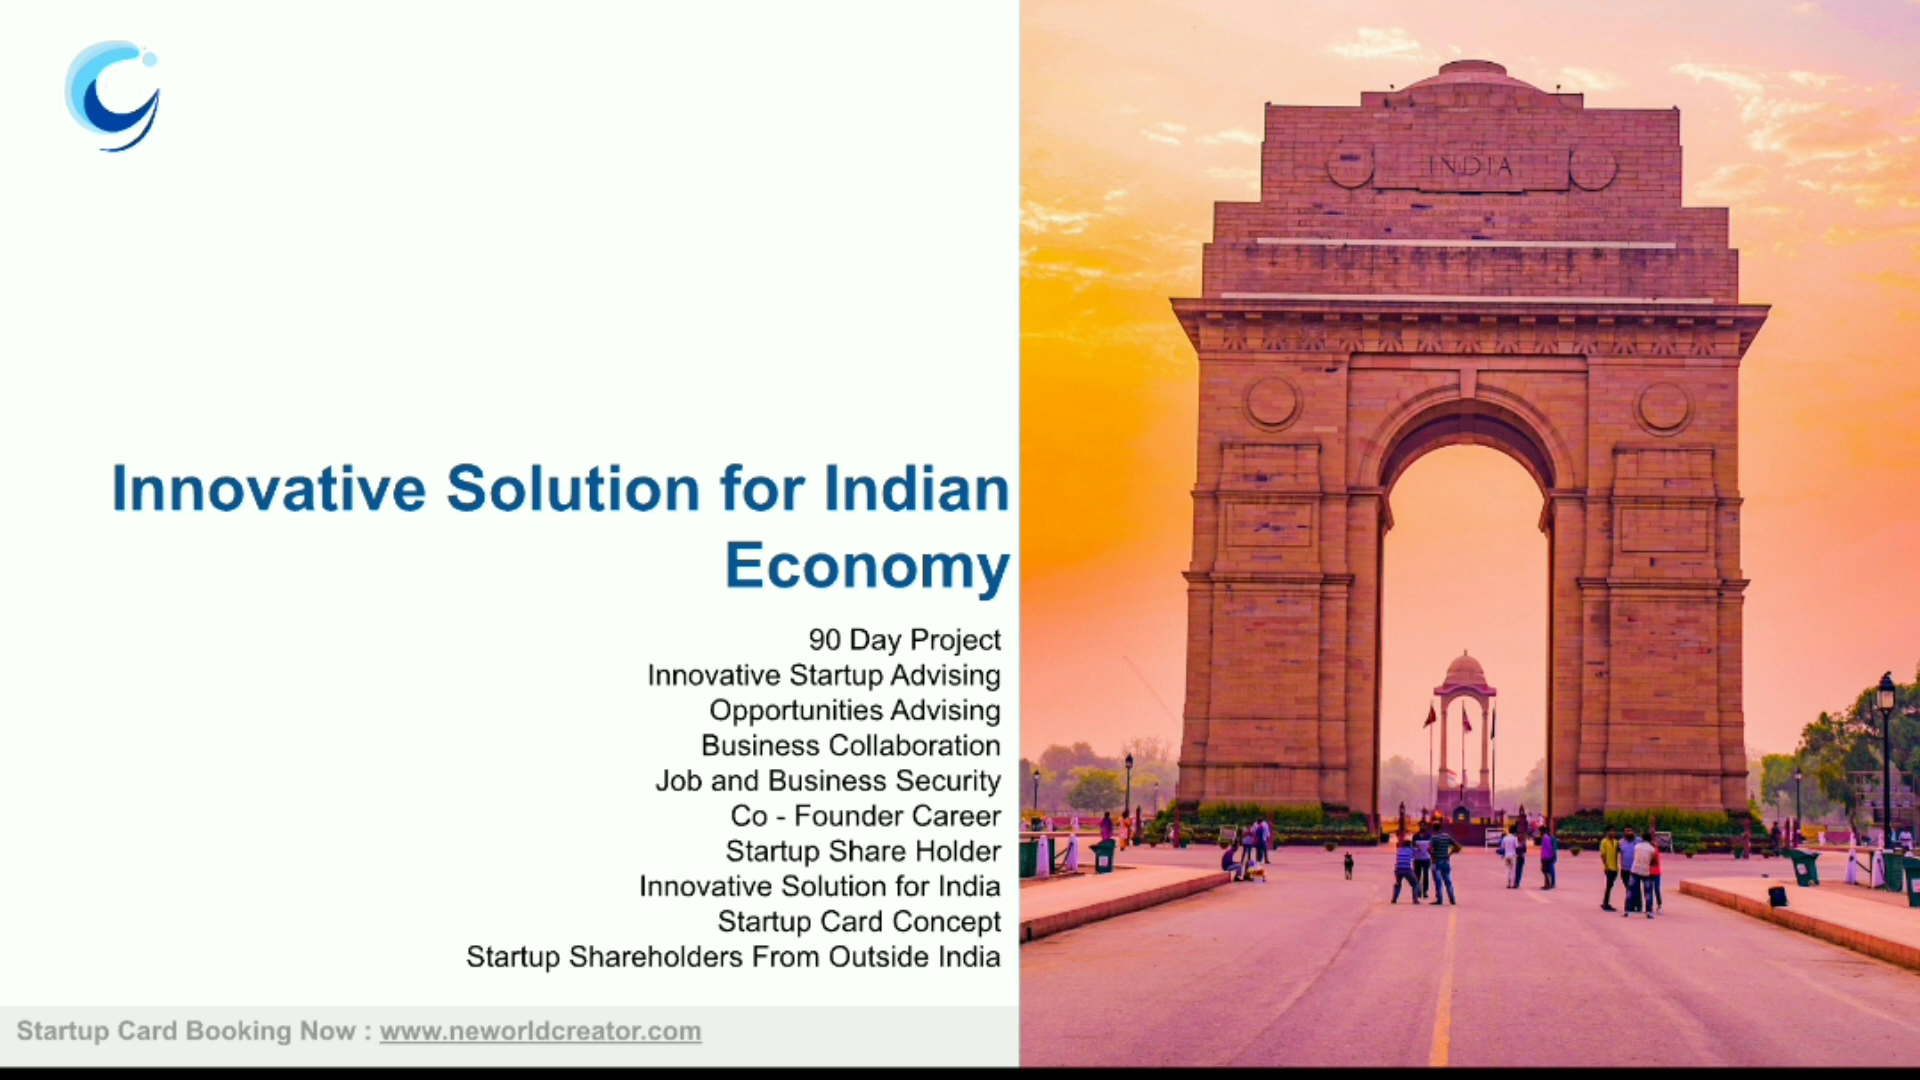 Innovative Solution for Indian
Economy
90 Day Project
Innovative Startup Advising
Opportunities Advising
Business Collaboration
Job and Business Security
Co - Founder Career
Startup Share Holder
Innovative Solution for India
Startup Card Concept
Startup Shareholders From Outside India
Startup Card Booking Now : www.neworldcreator.com
INDIA